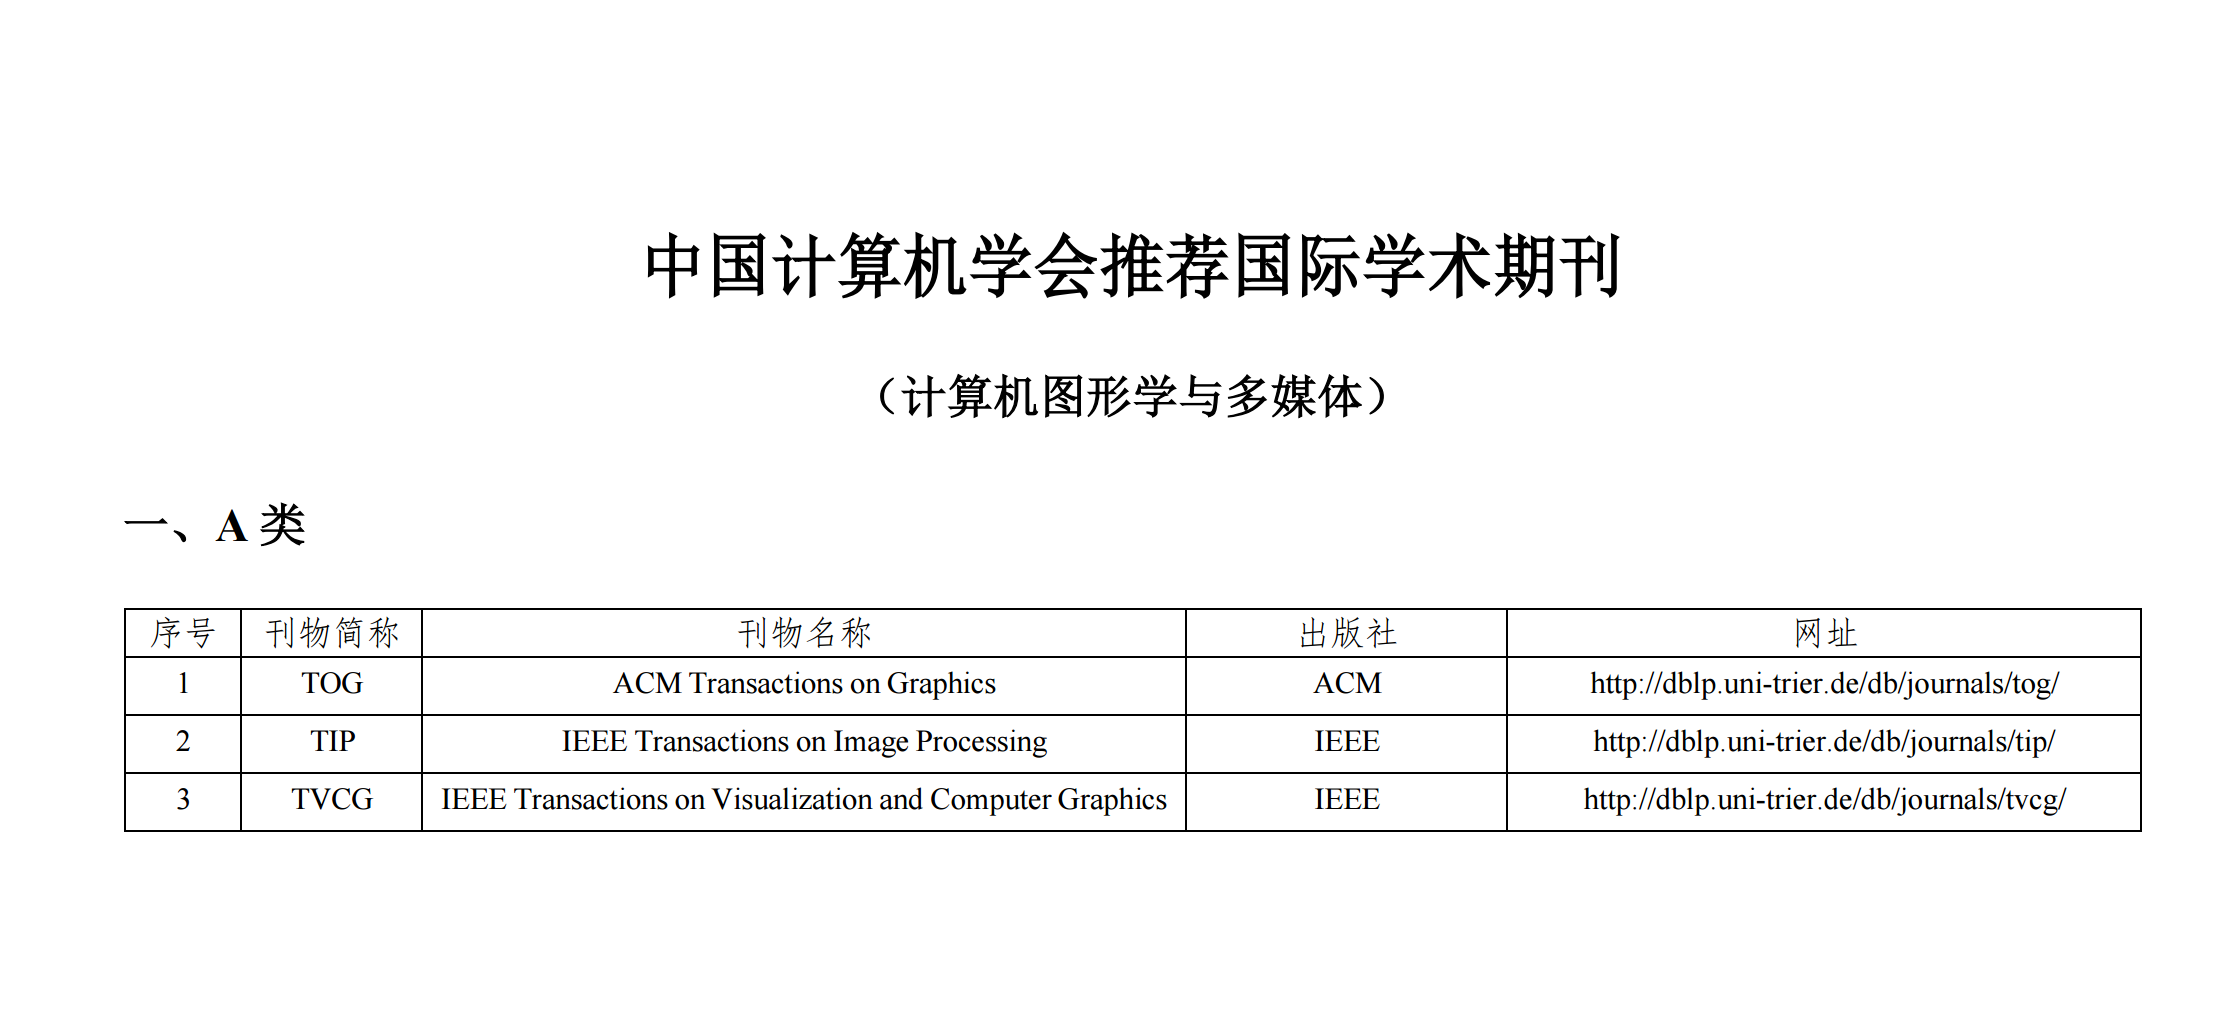 中国计算机学会推荐国际学术期刊
（计算机图形学与多媒体）
一、A 类
序号 刊物简称 刊物名称 出版社 网址
1 TOG ACM Transactions on Graphics ACM http://dblp.uni-trier.de/db/journals/tog/
2 TIP IEEE Transactions on Image Processing IEEE http://dblp.uni-trier.de/db/journals/tip/
3 TVCG IEEE Transactions on Visualization and Computer Graphics IEEE http://dblp.uni-trier.de/db/journals/tvcg/